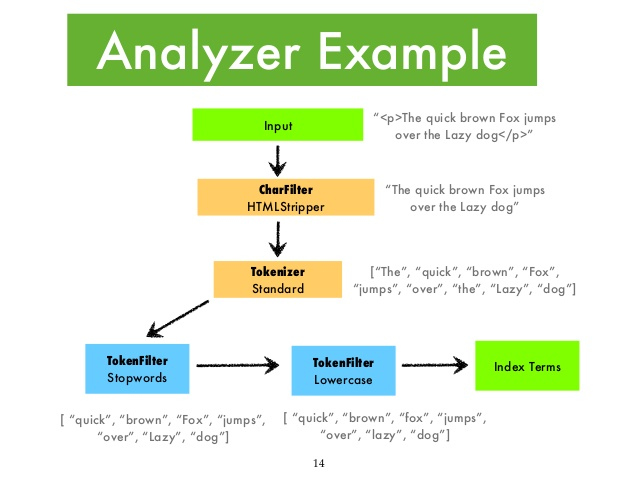 Analyzer Example
Input
“<p>The quick brown Fox jumps
over the Lazy dog</p>”
CharFilter
HTMLStripper
“The quick brown Fox jumps
over the Lazy dog”
Tokenizer
Standard
[“The”, “quick”, “brown”, “Fox”,
“jumps”, “over”, “the”, “Lazy”, “dog”]
TokenFilter
Stopwords
TokenFilter
Lowercase
Index Terms
[ “quick”, “brown”, “Fox”, “jumps”,
“over”, “Lazy”, “dog”]
[ “quick”, “brown”, “fox”, “jumps”,
“over”, “lazy”, “dog”]
14